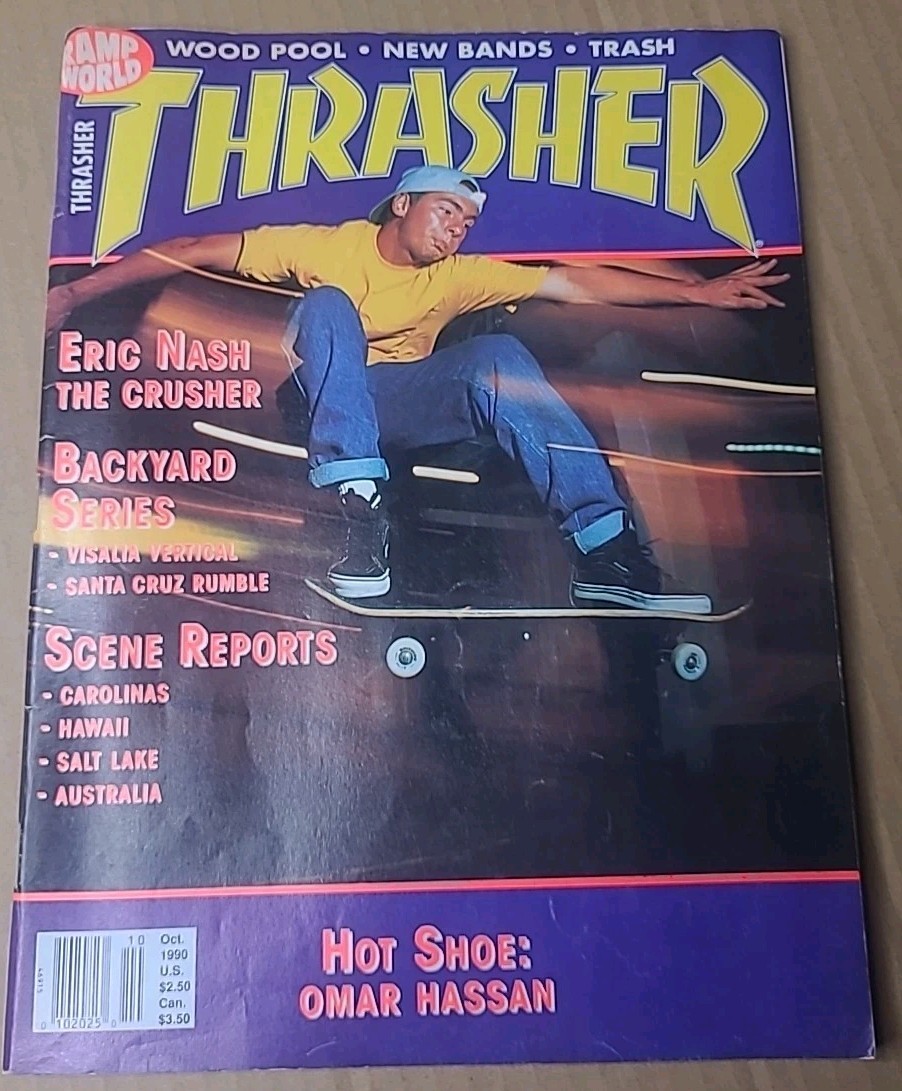 RAMP
WORLD
WOOD POOL • NEW BANDS • TRASH
THRASHER
THRASHER
ERIC NASH
THE CRUSHER
BACKYARD
SERIES
- VISALIA VERTICAL
- SANTA CRUZ RUMBLE
SCENE REPORTS
- CAROLINAS
- HAWAII
- SALT LAKE
- AUSTRALIA
HOT SHOE:
OMAR HASSAN
10
Oct.
1990
U.S.
$2.50
Can.
$3.50
0 102025 0